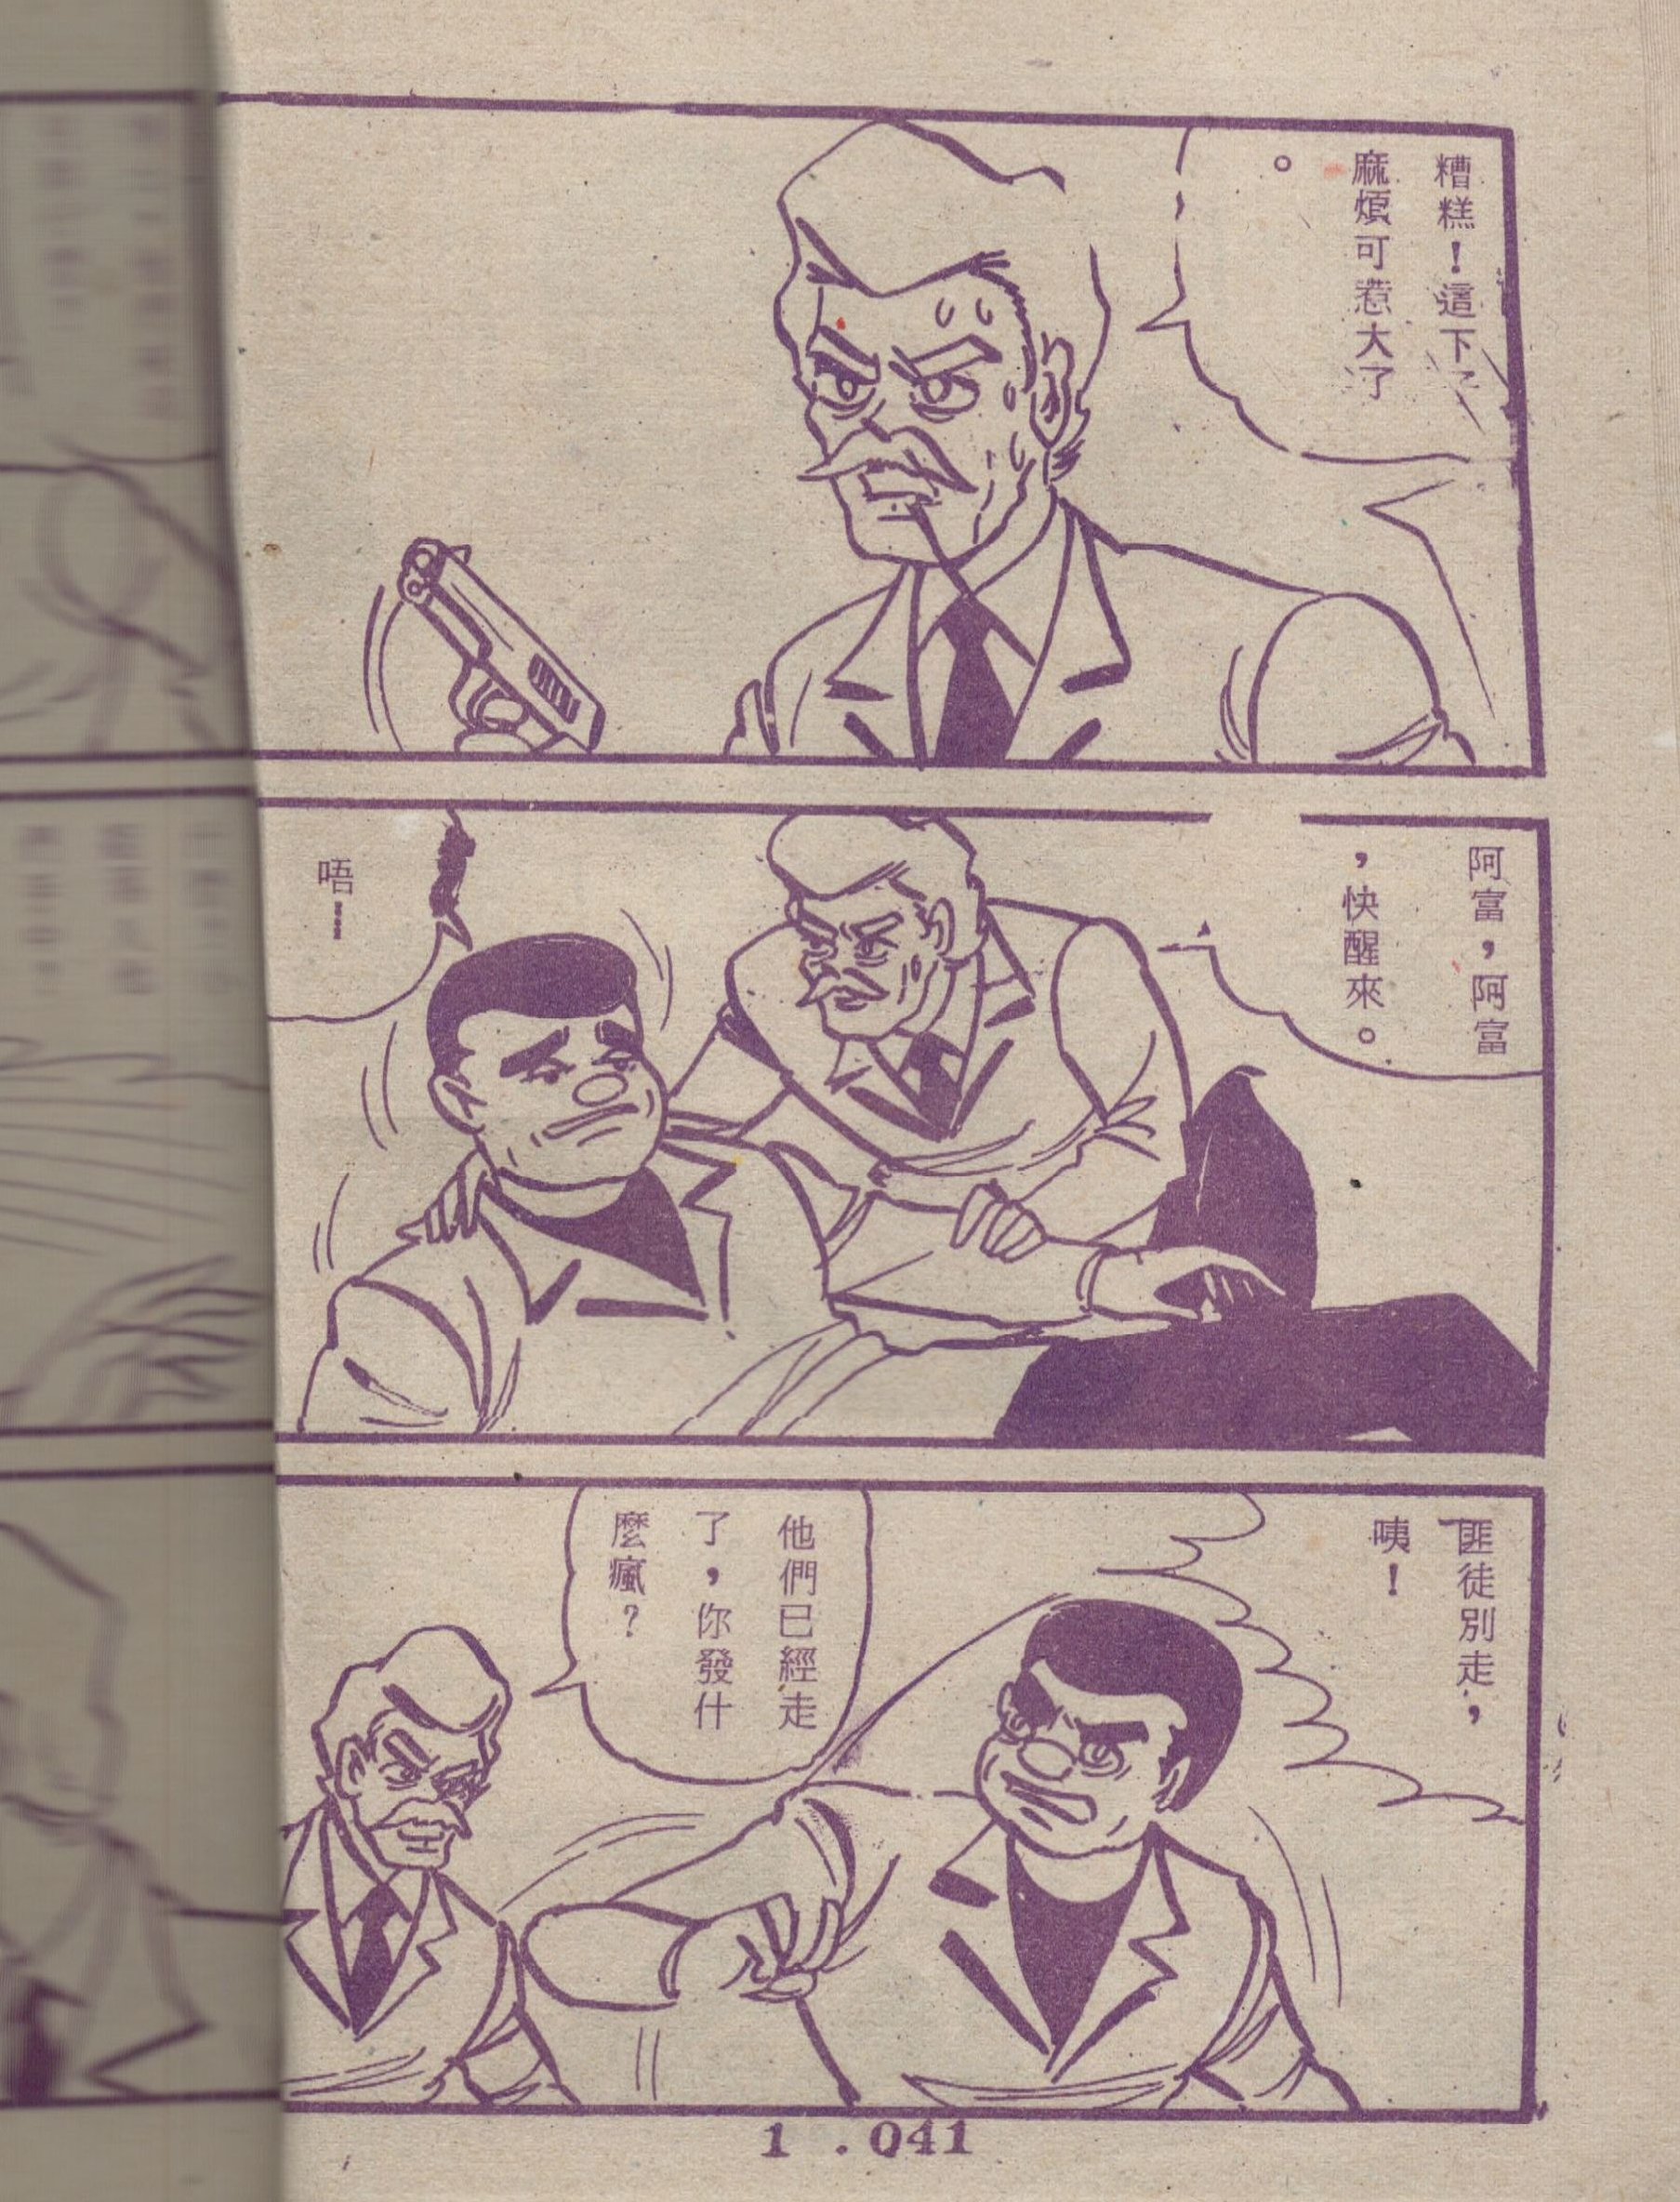 糟糕！這下子
麻煩可惹大了
。
阿富，阿富
，快醒來。
唔……
匪徒別走，
咦！
他們已經走
了，你發什
麼瘋？
1.041